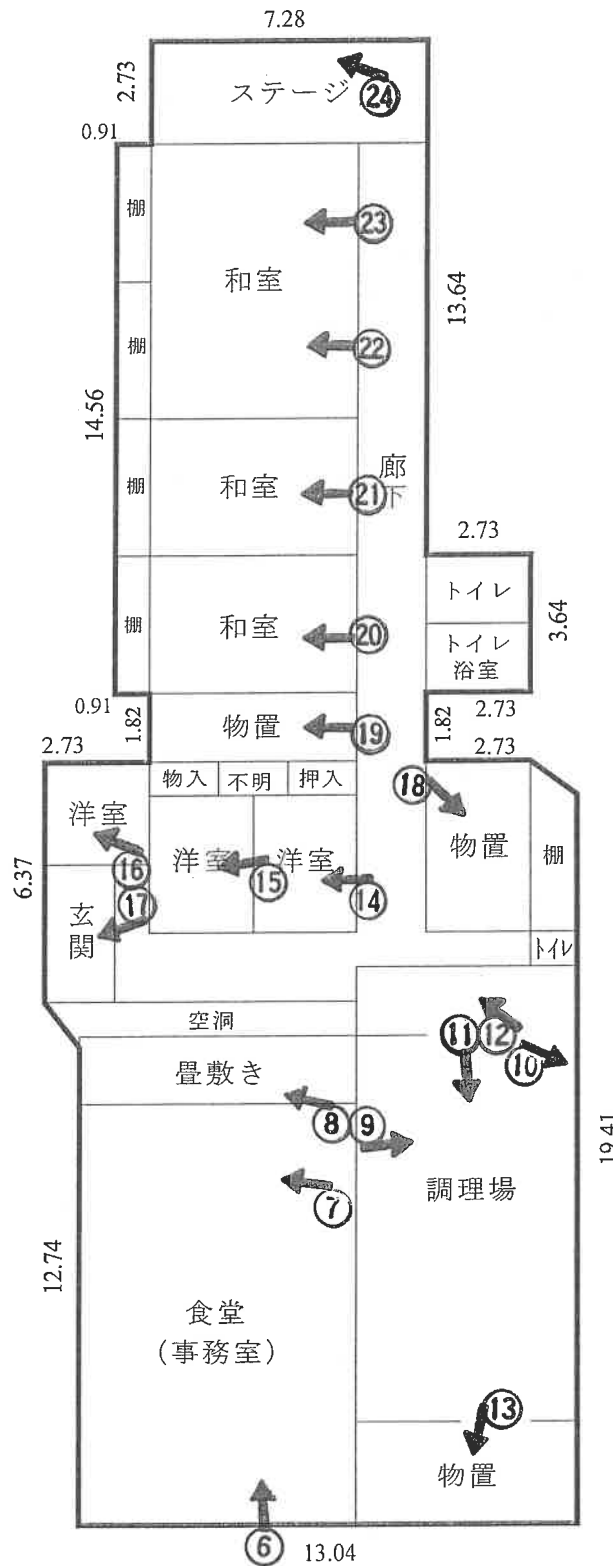 7.28
2.73
ステージ
24
0.91
棚
23
和室
13.64
棚
22
14.56
廊下
棚
和室
21
2.73
トイレ
3.64
棚
和室
20
トイレ
浴室
0.91
1.82
物置
19
1.82
2.73
2.73
2.73
物入
不明
押入
18
洋室
物置
棚
16
洋室
15
洋室
14
6.37
17
玄関
トイレ
空洞
11
12
10
畳敷き
8
9
19.41
7
調理場
12.74
食堂
(事務室)
13
物置
6
13.04